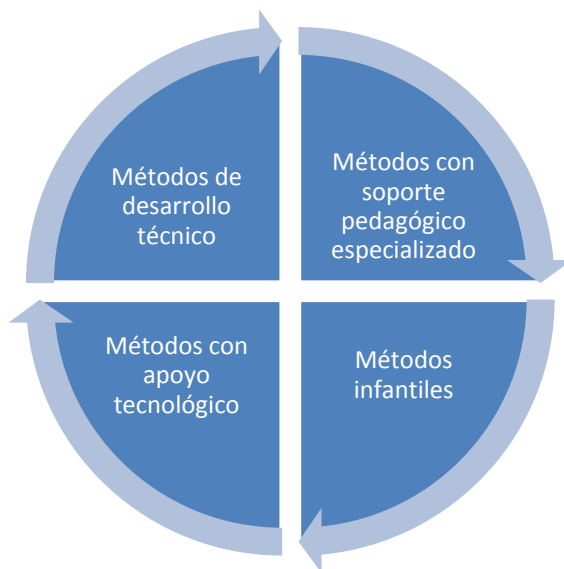 Métodos de
desarrollo
técnico
Métodos con
soporte
pedagógico
especializado
Métodos con
apoyo
tecnológico
Métodos
infantiles